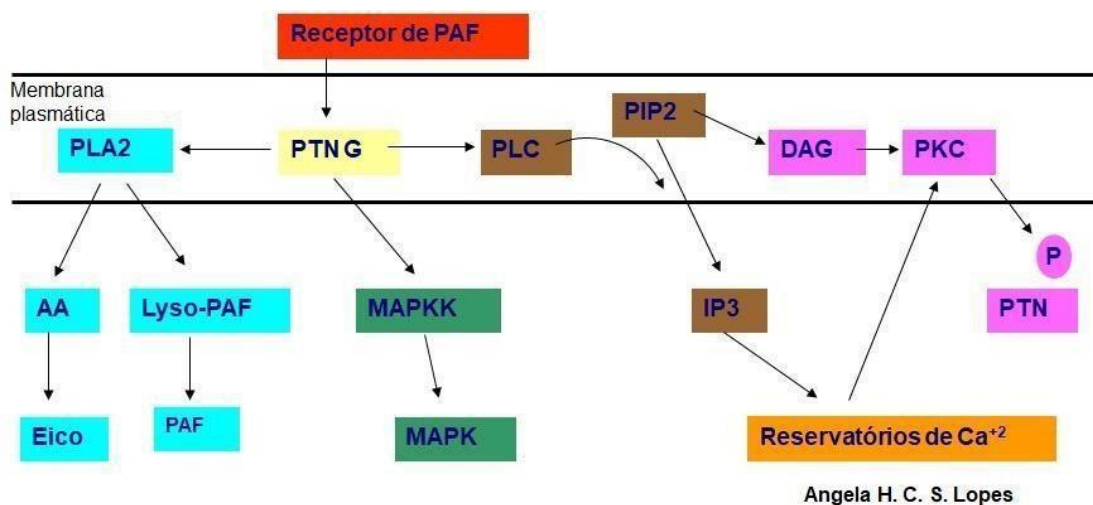 Receptor de PAF
Membrana
plasmática
PIP2
PLA2
PTN G
PLC
DAG
PKC
P
AA
Lyso-PAF
MAPKK
IP3
PTN
Eico
PAF
MAPK
Reservatórios de Ca⁺²
Angela H. C. S. Lopes